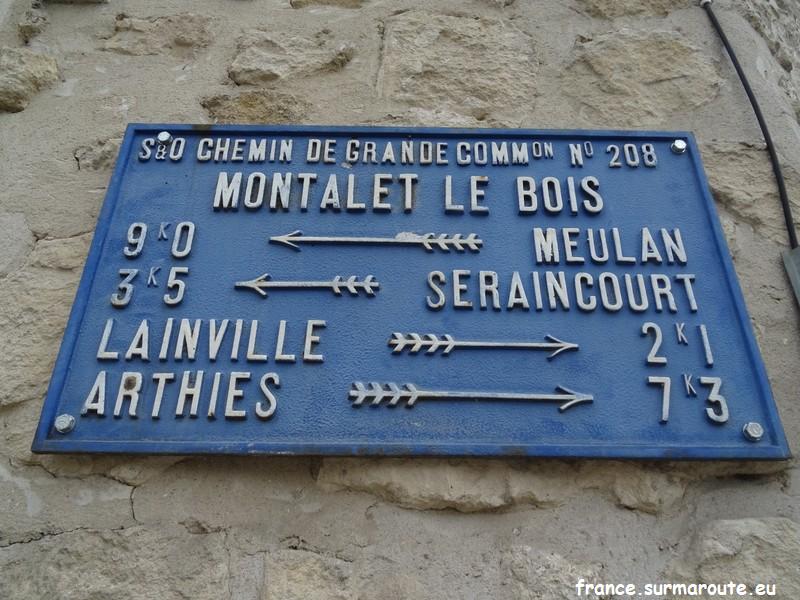 S&O CHEMIN DE GRANDE COMMON NO 208
MONTALET LE BOIS
9K0 MEULAN
3K5 SERAINCOURT
LAINVILLE 2K1
ARTHIES 7K3
france.surmaroute.eu